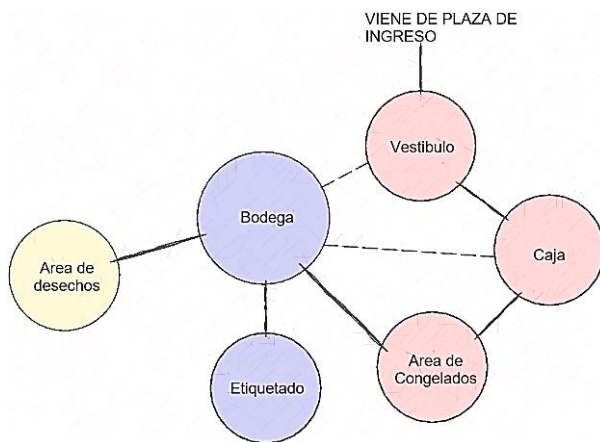 VIENE DE PLAZA DE
INGRESO
Vestibulo
Bodega
Caja
Area de
desechos
Area de
Congelados
Etiquetado